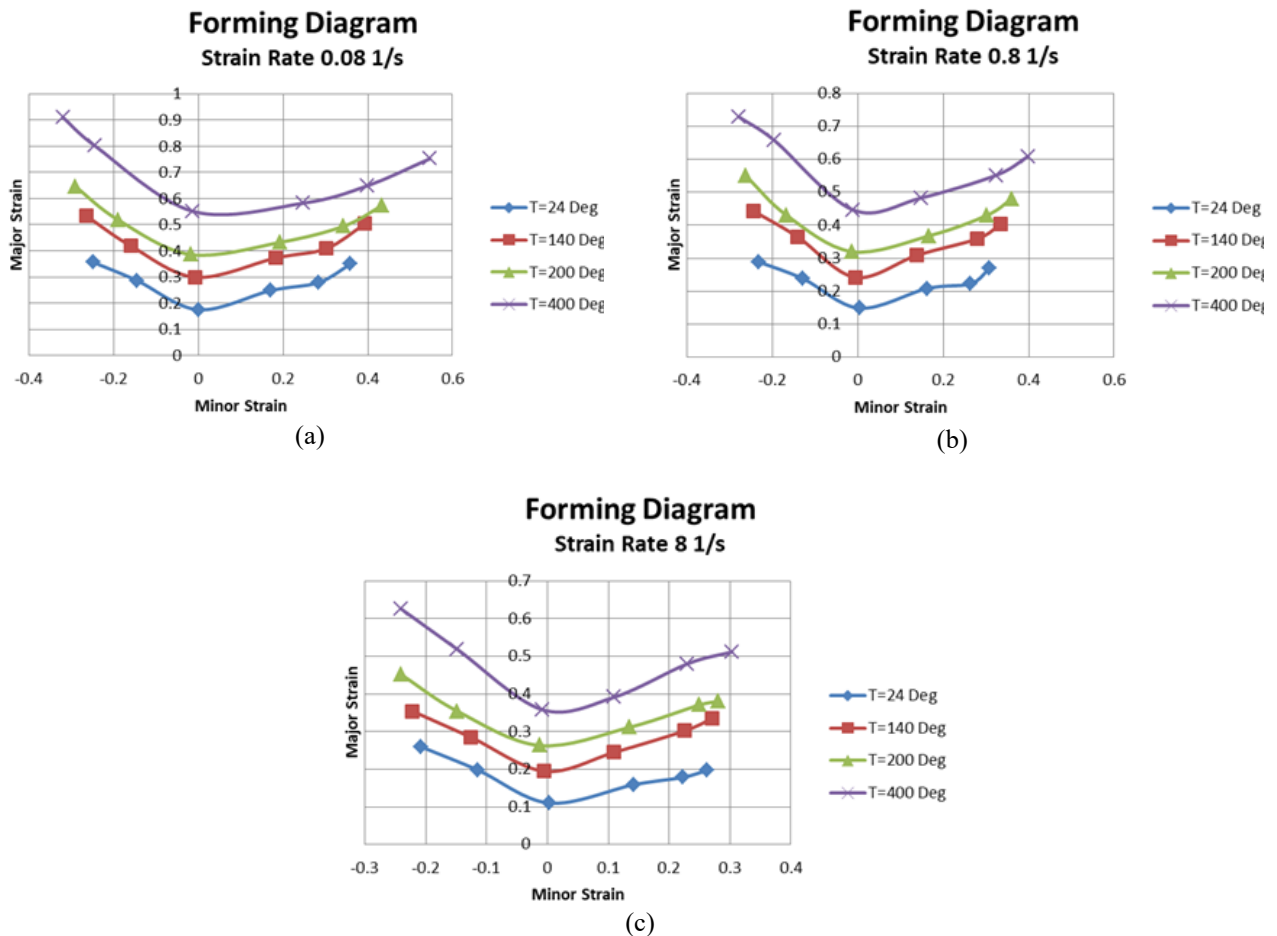 Forming Diagram
Strain Rate 0.08 1/s
1
0.9
0.8
0.7
0.6
0.5
0.4
0.3
0.2
0.1
0
-0.4 -0.2 0 0.2 0.4 0.6
Major Strain
Minor Strain
T=24 Deg
T=140 Deg
T=200 Deg
T=400 Deg
(a)
Forming Diagram
Strain Rate 0.8 1/s
0.8
0.7
0.6
0.5
0.4
0.3
0.2
0.1
0
-0.4 -0.2 0 0.2 0.4 0.6
Major Strain
Minor Strain
T=24 Deg
T=140 Deg
T=200 Deg
T=400 Deg
(b)
Forming Diagram
Strain Rate 8 1/s
0.7
0.6
0.5
0.4
0.3
0.2
0.1
0
-0.3 -0.2 -0.1 0 0.1 0.2 0.3 0.4
Major Strain
Minor Strain
T=24 Deg
T=140 Deg
T=200 Deg
T=400 Deg
(c)